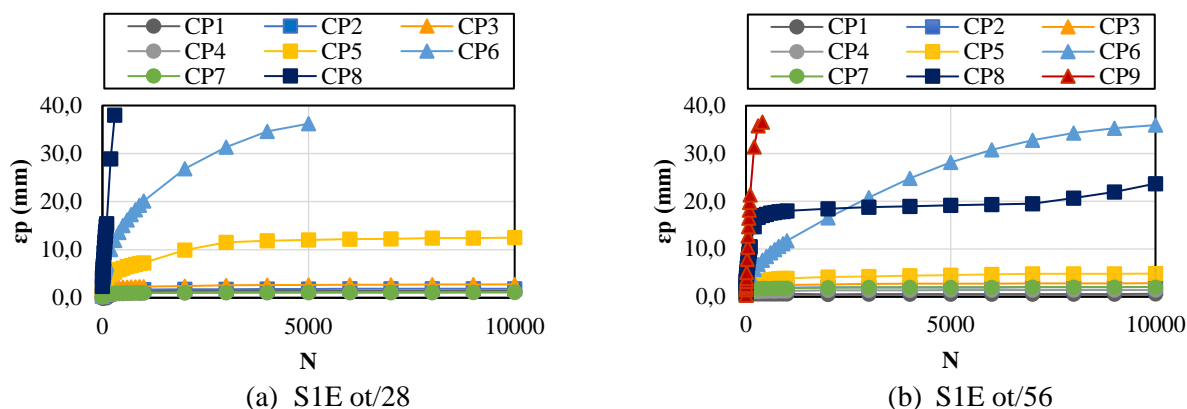 CP1 CP2 CP3
CP4 CP5 CP6
CP7 CP8
40,0
30,0
20,0
10,0
0,0
εp (mm)
0 5000 10000
N
(a) S1E ot/28
CP1 CP2 CP3
CP4 CP5 CP6
CP7 CP8 CP9
40,0
30,0
20,0
10,0
0,0
εp (mm)
0 5000 10000
N
(b) S1E ot/56